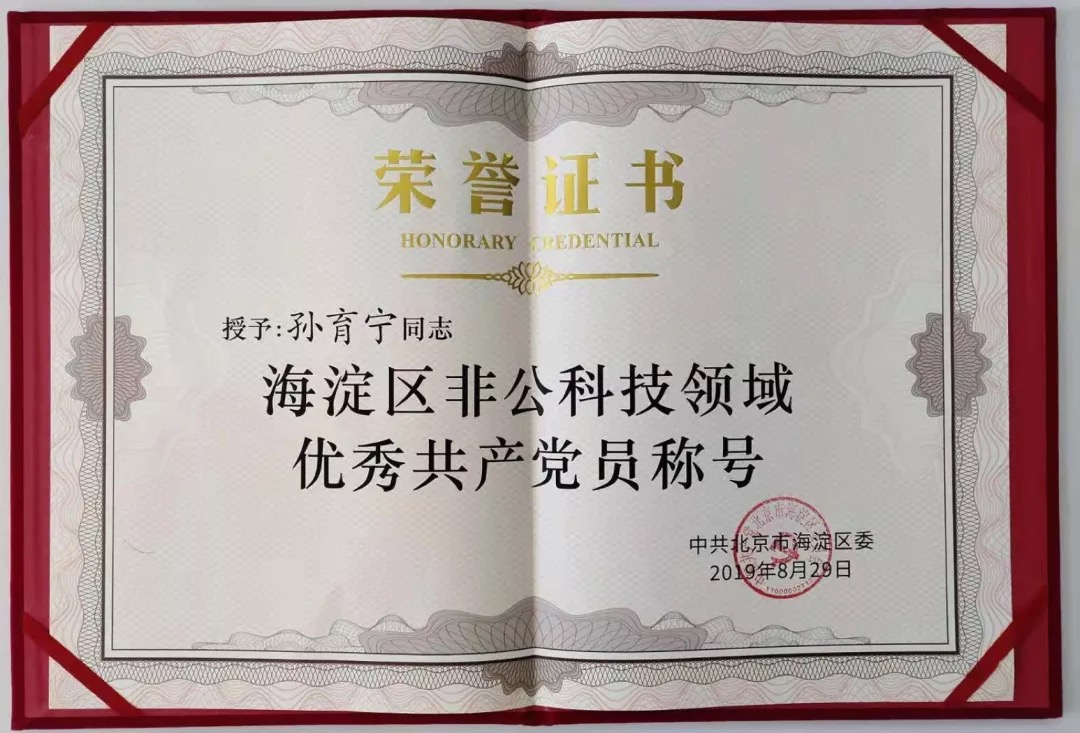 荣誉证书
HONORARY CREDENTIAL
授予:孙育宁同志
海淀区非公科技领域
优秀共产党员称号
中共北京市海淀区委
2019年8月29日